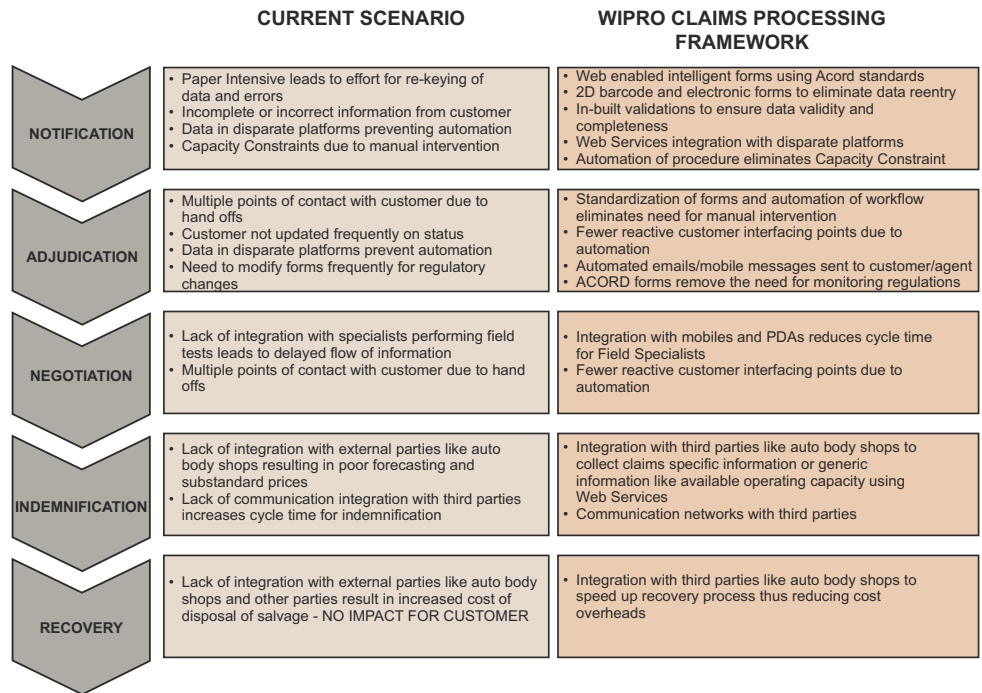 CURRENT SCENARIO
WIPRO CLAIMS PROCESSING
FRAMEWORK
NOTIFICATION
• Paper Intensive leads to effort for re-keying of
data and errors
• Incomplete or incorrect information from customer
• Data in disparate platforms preventing automation
• Capacity Constraints due to manual intervention
• Web enabled intelligent forms using Acord standards
• 2D barcode and electronic forms to eliminate data reentry
• In-built validations to ensure data validity and
completeness
• Web Services integration with disparate platforms
• Automation of procedure eliminates Capacity Constraint
ADJUDICATION
• Multiple points of contact with customer due to
hand offs
• Customer not updated frequently on status
• Data in disparate platforms prevent automation
• Need to modify forms frequently for regulatory
changes
• Standardization of forms and automation of workflow
eliminates need for manual intervention
• Fewer reactive customer interfacing points due to
automation
• Automated emails/mobile messages sent to customer/agent
• ACORD forms remove the need for monitoring regulations
NEGOTIATION
• Lack of integration with specialists performing field
tests leads to delayed flow of information
• Multiple points of contact with customer due to hand
offs
• Integration with mobiles and PDAs reduces cycle time
for Field Specialists
• Fewer reactive customer interfacing points due to
automation
INDEMNIFICATION
• Lack of integration with external parties like auto
body shops resulting in poor forecasting and
substandard prices
• Lack of communication integration with third parties
increases cycle time for indemnification
• Integration with third parties like auto body shops to
collect claims specific information or generic
information like available operating capacity using
Web Services
• Communication networks with third parties
RECOVERY
• Lack of integration with external parties like auto body
shops and other parties result in increased cost of
disposal of salvage - NO IMPACT FOR CUSTOMER
• Integration with third parties like auto body shops to
speed up recovery process thus reducing cost
overheads